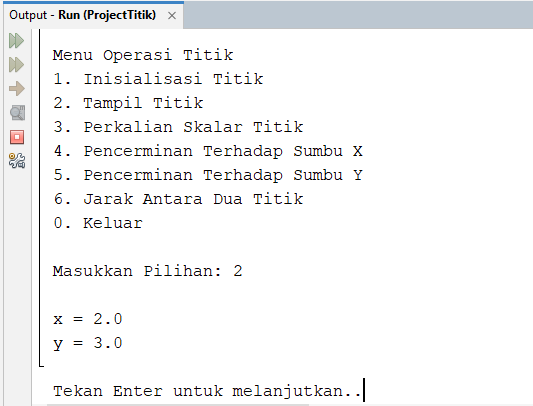 Output - Run (ProjectTitik) ×
Menu Operasi Titik
1. Inisialisasi Titik
2. Tampil Titik
3. Perkalian Skalar Titik
4. Pencerminan Terhadap Sumbu X
5. Pencerminan Terhadap Sumbu Y
6. Jarak Antara Dua Titik
0. Keluar
Masukkan Pilihan: 2
x = 2.0
y = 3.0
Tekan Enter untuk melanjutkan..